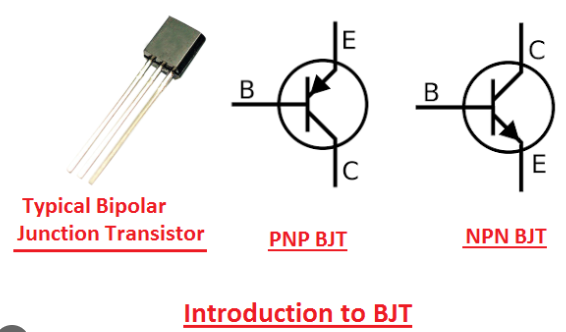 E
C
B
B
C
E
Typical Bipolar
Junction Transistor
PNP BJT
NPN BJT
Introduction to BJT